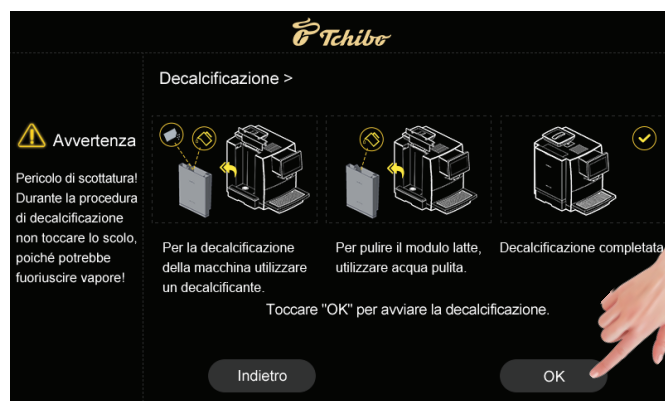 Tchibo
Decalcificazione >
Avvertenza
Pericolo di scottatura!
Durante la procedura
di decalcificazione
non toccare lo scolo,
poiché potrebbe
fuoriuscire vapore!
Per la decalcificazione
della macchina utilizzare
un decalcificante.
Per pulire il modulo latte,
utilizzare acqua pulita.
Decalcificazione completata
Toccare "OK" per avviare la decalcificazione.
Indietro
OK